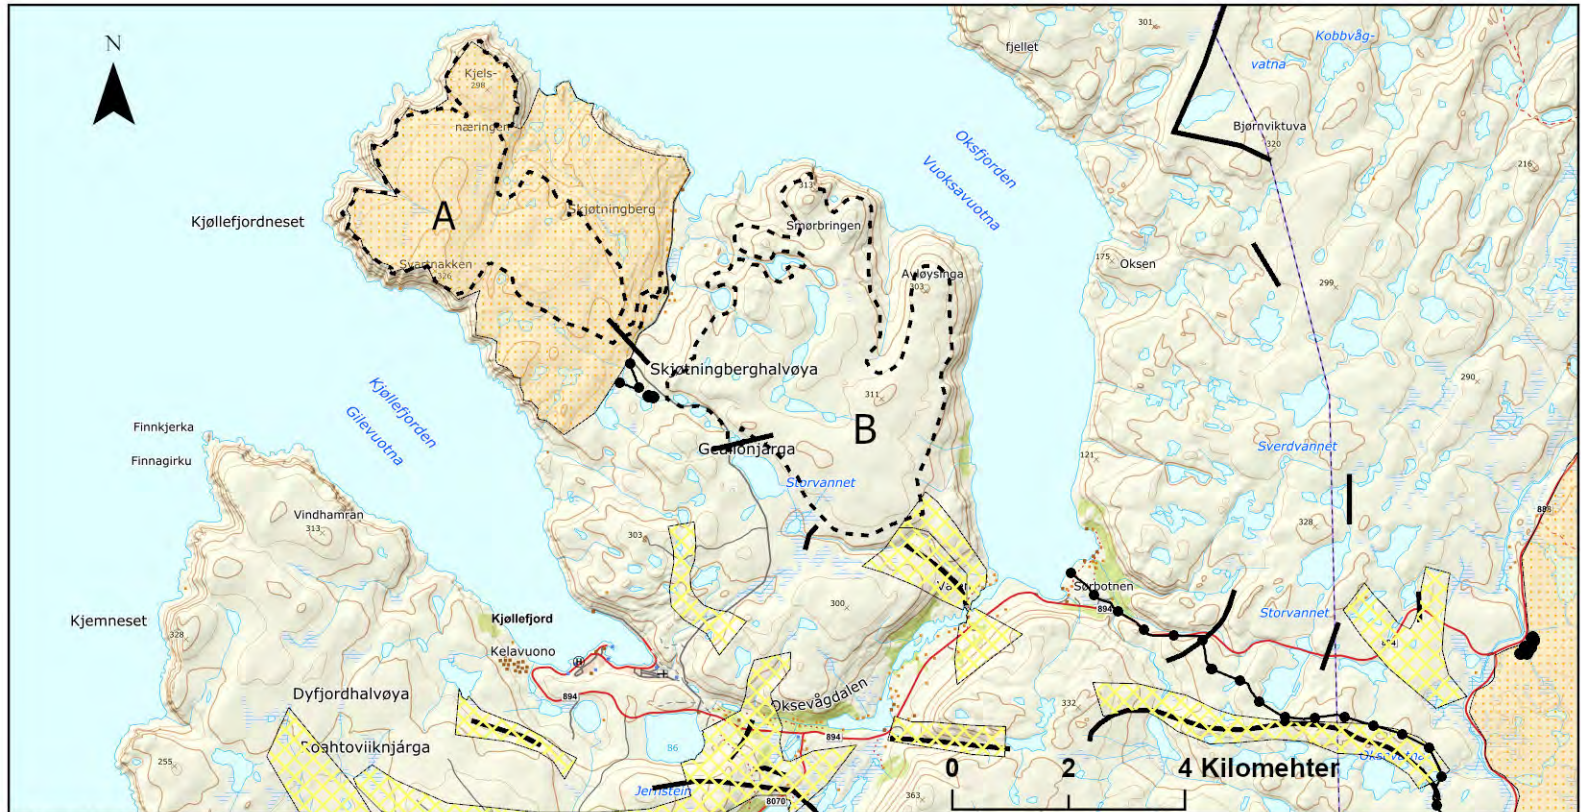 N
Kjels-
298
næringen
A
Skjøtningberg
Kjøllefjordneset
Svartnakken
326
fjellet
301
Kobbvåg-
vatna
Bjørnviktuva
320
216
Oksfjorden
Vuoksavuotna
313
Smørbringen
Avløysinga
303
175
Oksen
299
Skjøtningberghalvøya
311
B
290
Kjøllefjorden
Gilevuotna
Finnkjerka
Finnagirku
Storvannet
121
Sverdvannet
Vindhamran
313
303
328
888
300
Sørbotnen
894
Storvannet
Kjemneset
328
Kjøllefjord
Kelavuono
Dyfjordhalvøya
894
Oksevågdalen
332
894
86
255
Jernstein
8070
363
0
2
4 Kilomehter